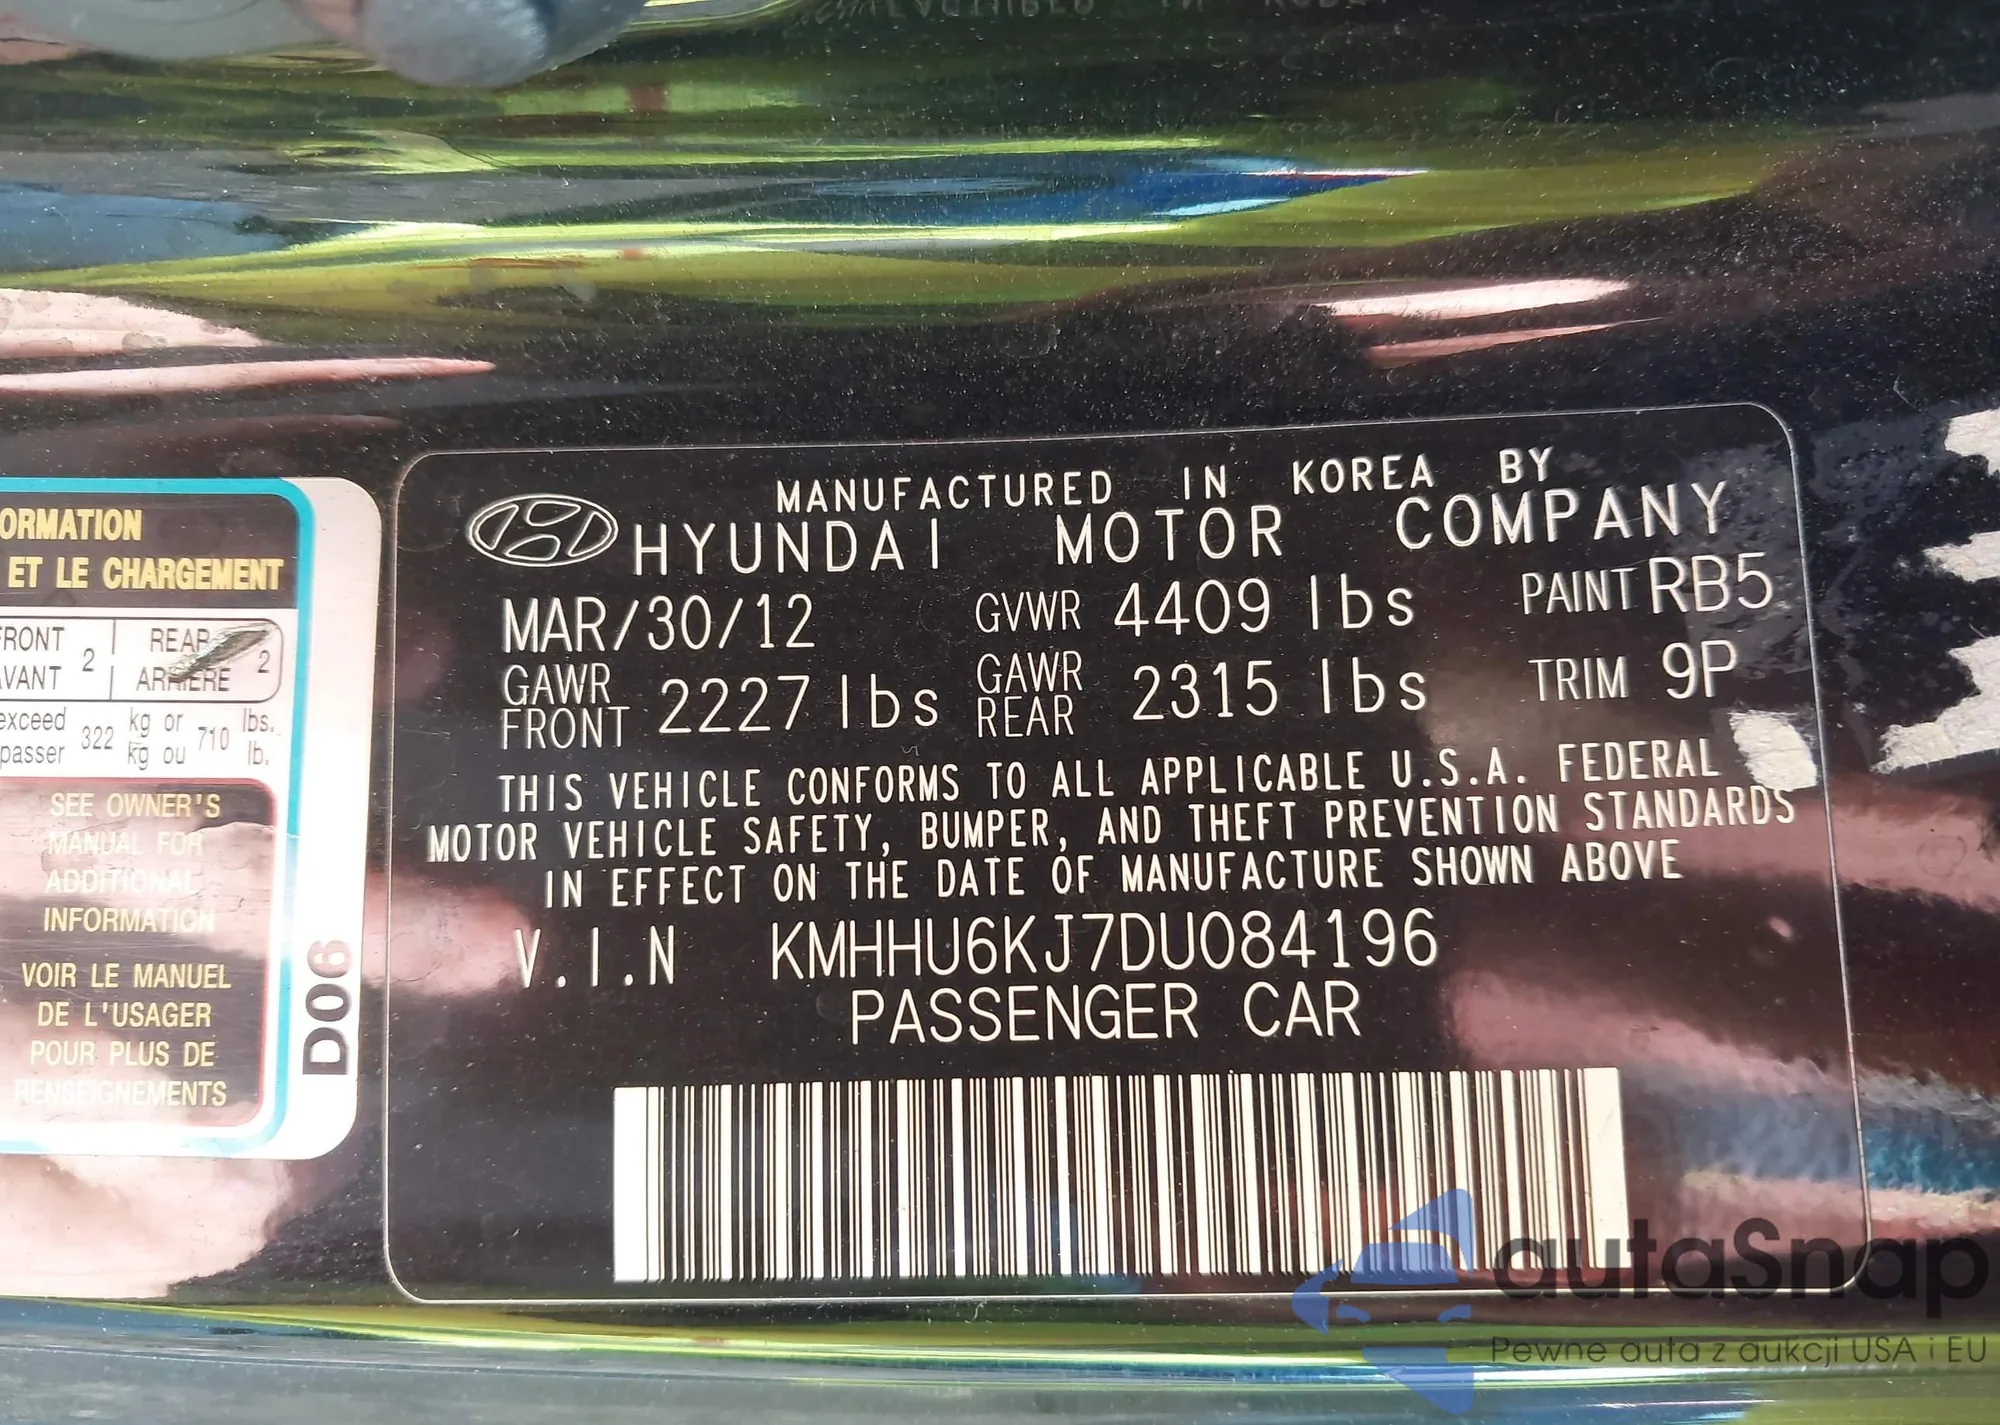 ORMATION
ET LE CHARGEMENT
FRONT 2 REAR 2
AVANT ARRIERE
exceed 322 kg or 710 lbs.
passer kg ou lb.
SEE OWNER'S
MANUAL FOR
ADDITIONAL
INFORMATION
VOIR LE MANUEL
DE L'USAGER
POUR PLUS DE
RENSEIGNEMENTS
D06
MANUFACTURED IN KOREA BY
HYUNDAI MOTOR COMPANY
MAR/30/12 GVWR 4409 lbs PAINT RB5
GAWR FRONT 2227 lbs GAWR REAR 2315 lbs TRIM 9P
THIS VEHICLE CONFORMS TO ALL APPLICABLE U.S.A. FEDERAL
MOTOR VEHICLE SAFETY, BUMPER, AND THEFT PREVENTION STANDARDS
IN EFFECT ON THE DATE OF MANUFACTURE SHOWN ABOVE
V.I.N KMHHU6KJ7DU084196
PASSENGER CAR
autaSnap
Pewne auta z aukcji USA i EU